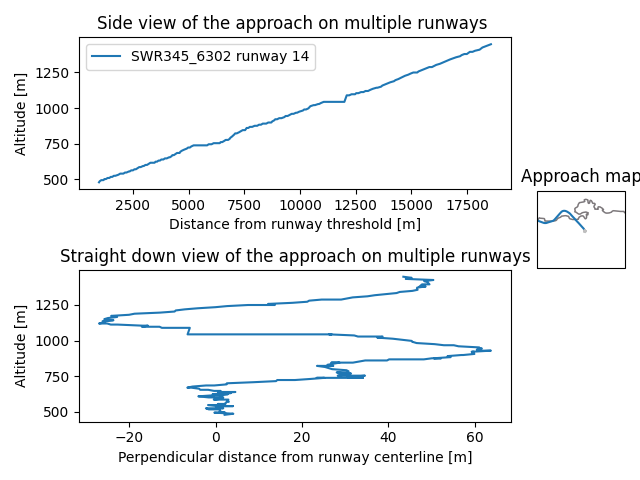 Side view of the approach on multiple runways
SWR345_6302 runway 14
Altitude [m]
1250
1000
750
500
2500
5000
7500
10000
12500
15000
17500
Distance from runway threshold [m]
Approach map
Straight down view of the approach on multiple runways
Altitude [m]
1250
1000
750
500
−20
0
20
40
60
Perpendicular distance from runway centerline [m]